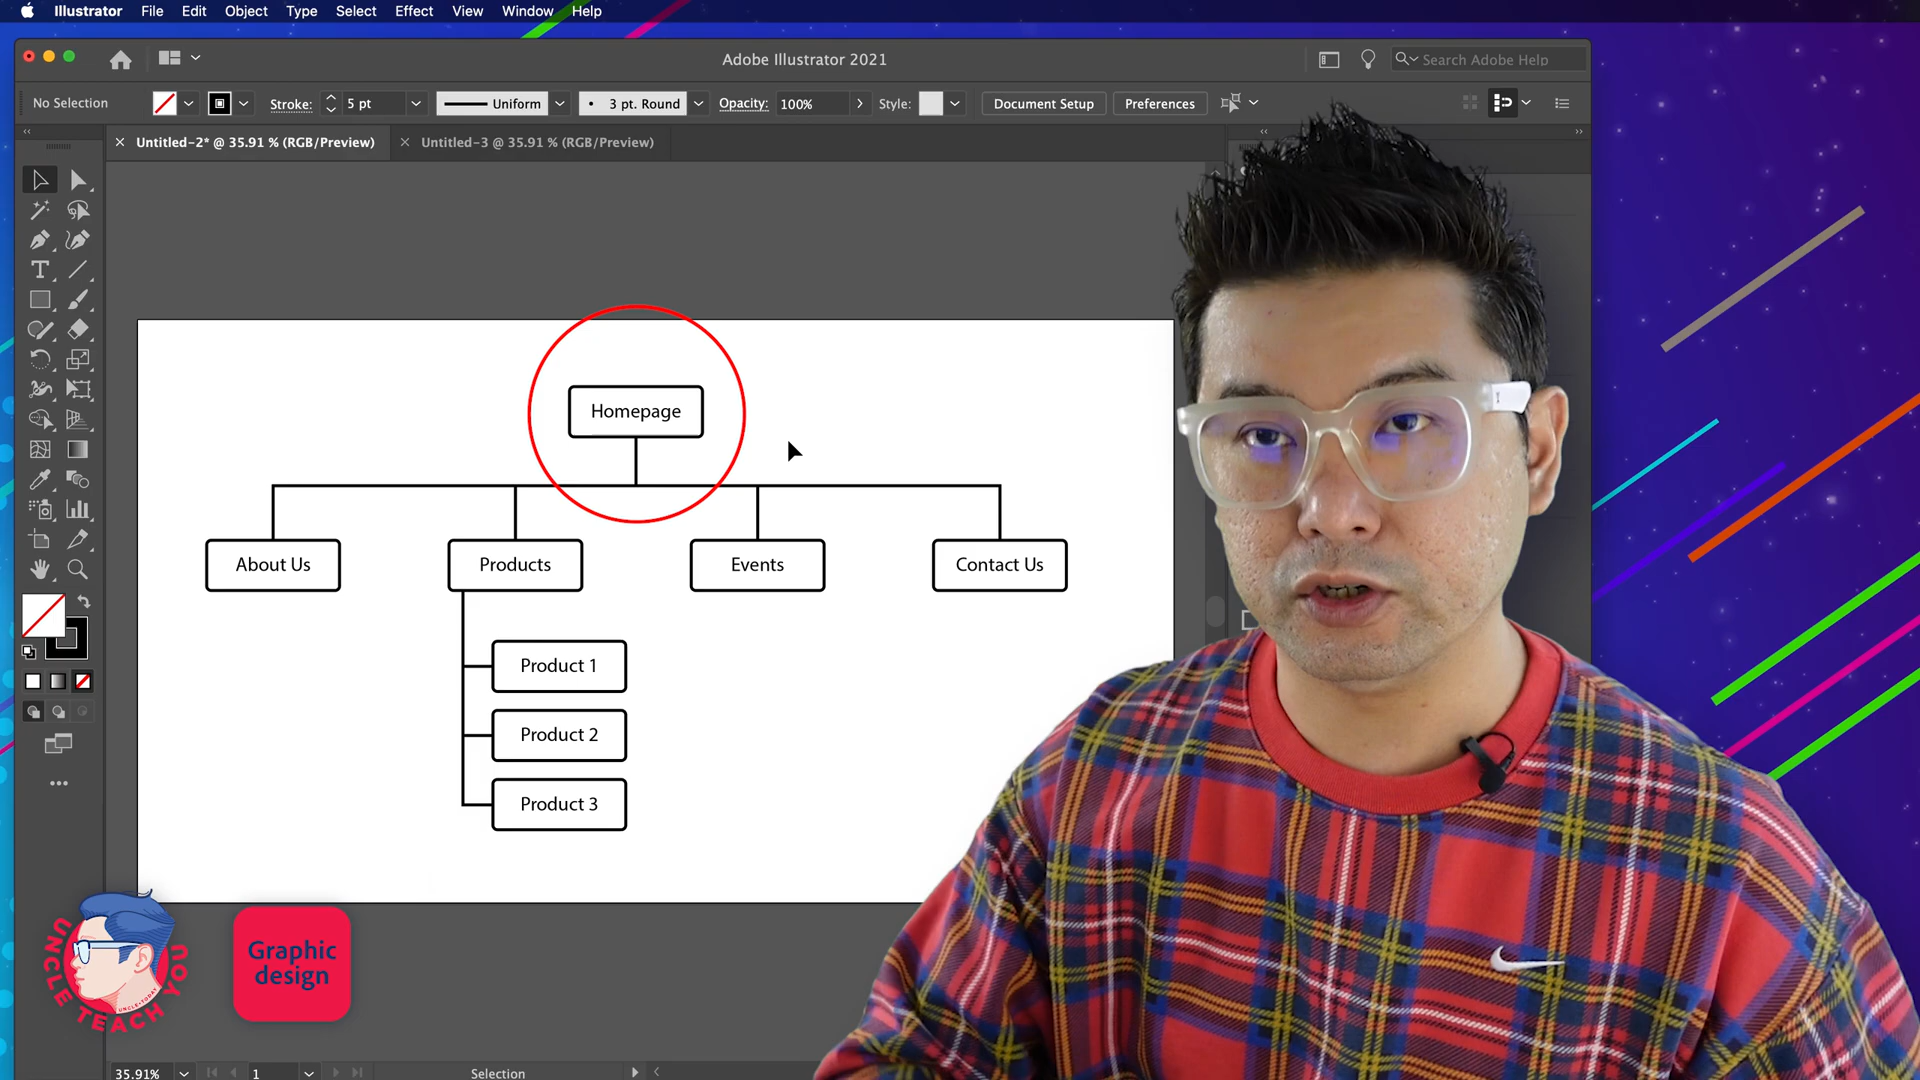 Illustrator File Edit Object Type Select Effect View Window Help
Adobe Illustrator 2021
Search Adobe Help
No Selection Stroke: 5 pt Uniform 3 pt. Round Opacity: 100% Style: Document Setup Preferences
Untitled-2* @ 35.91 % (RGB/Preview) Untitled-3 @ 35.91 % (RGB/Preview)
Homepage
About Us Products Events Contact Us
Product 1
Product 2
Product 3
UNCLE TEACH YOU
Graphic
design
35.91% 1 Selection